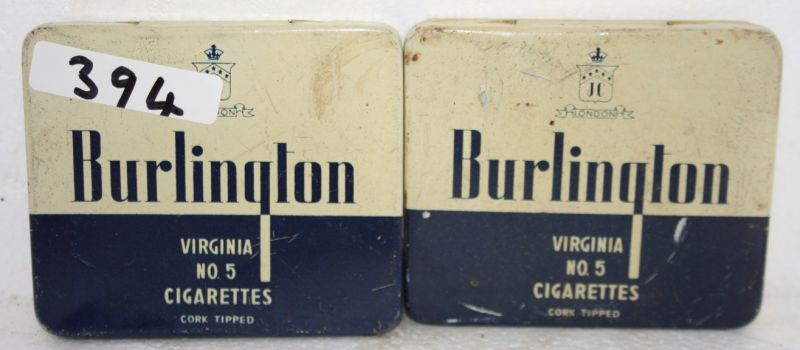 394
LONDON
Burlington
VIRGINIA
NO. 5
CIGARETTES
CORK TIPPED
JC
LONDON
Burlington
VIRGINIA
NO. 5
CIGARETTES
CORK TIPPED